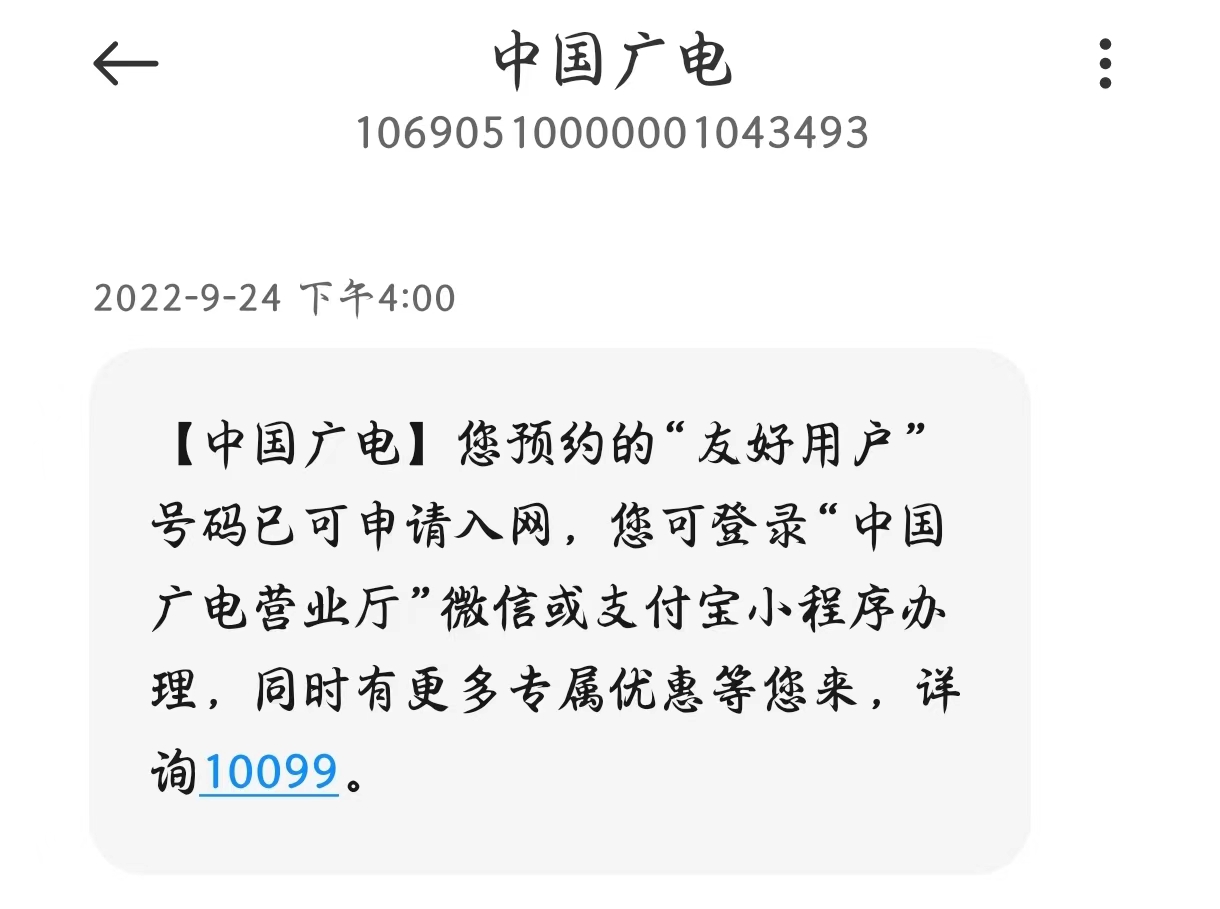 中国广电
10690510000001043493
2022-9-24 下午4:00
【中国广电】您预约的“友好用户”
号码已可申请入网，您可登录“中国
广电营业厅”微信或支付宝小程序办
理，同时有更多专属优惠等您来，详
询10099。